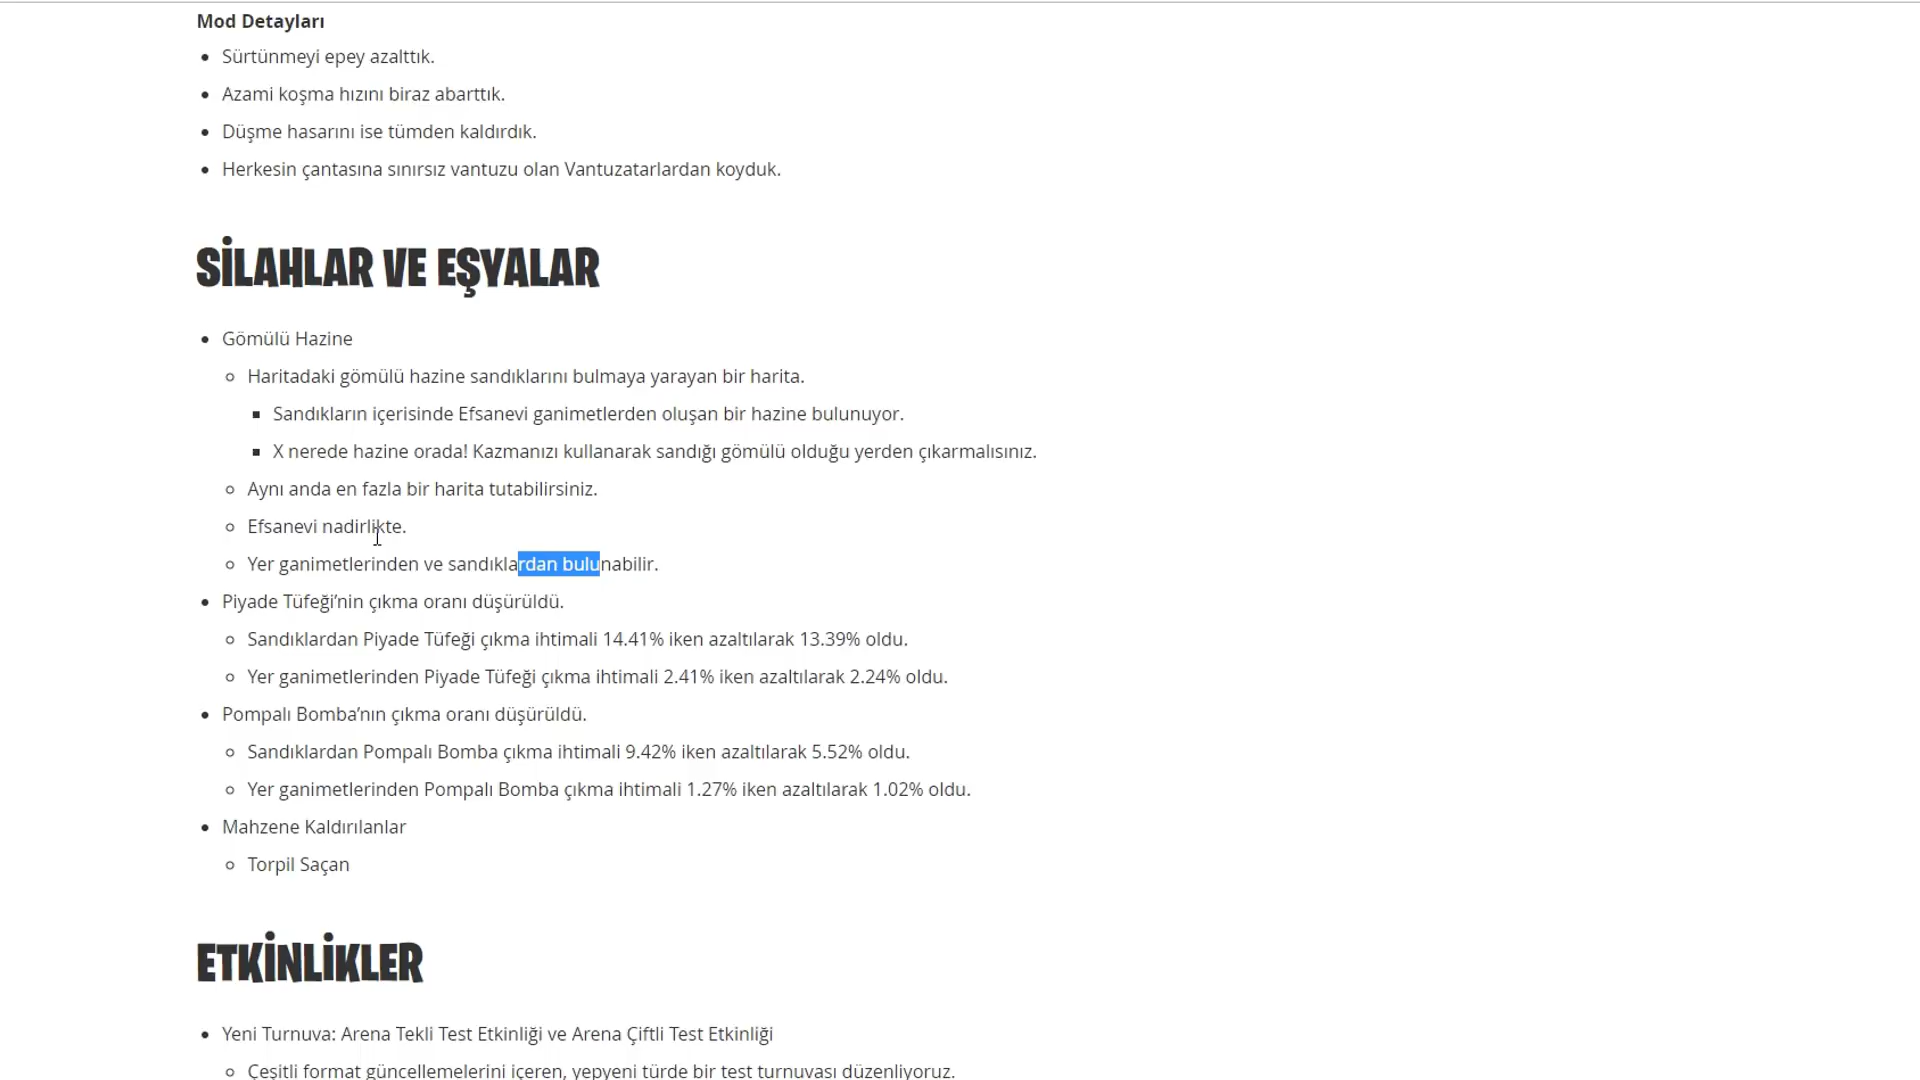 Mod Detayları
Sürtünmeyi epey azalttık.
Azami koşma hızını biraz abarttık.
Düşme hasarını ise tümden kaldırdık.
Herkesin çantasına sınırsız vantuzu olan Vantuzatarlardan koyduk.
SİLAHLAR VE EŞYALAR
Gömülü Hazine
Haritadaki gömülü hazine sandıklarını bulmaya yarayan bir harita.
Sandıkların içerisinde Efsanevi ganimetlerden oluşan bir hazine bulunuyor.
X nerede hazine orada! Kazmanızı kullanarak sandığı gömülü olduğu yerden çıkarmalısınız.
Aynı anda en fazla bir harita tutabilirsiniz.
Efsanevi nadirlikte.
Yer ganimetlerinden ve sandıklardan bulunabilir.
Piyade Tüfeği’nin çıkma oranı düşürüldü.
Sandıklardan Piyade Tüfeği çıkma ihtimali 14.41% iken azaltılarak 13.39% oldu.
Yer ganimetlerinden Piyade Tüfeği çıkma ihtimali 2.41% iken azaltılarak 2.24% oldu.
Pompalı Bomba’nın çıkma oranı düşürüldü.
Sandıklardan Pompalı Bomba çıkma ihtimali 9.42% iken azaltılarak 5.52% oldu.
Yer ganimetlerinden Pompalı Bomba çıkma ihtimali 1.27% iken azaltılarak 1.02% oldu.
Mahzene Kaldırılanlar
Torpil Saçan
ETKİNLİKLER
Yeni Turnuva: Arena Tekli Test Etkinliği ve Arena Çiftli Test Etkinliği
Çeşitli format güncellemelerini içeren, yepyeni türde bir test turnuvası düzenliyoruz.